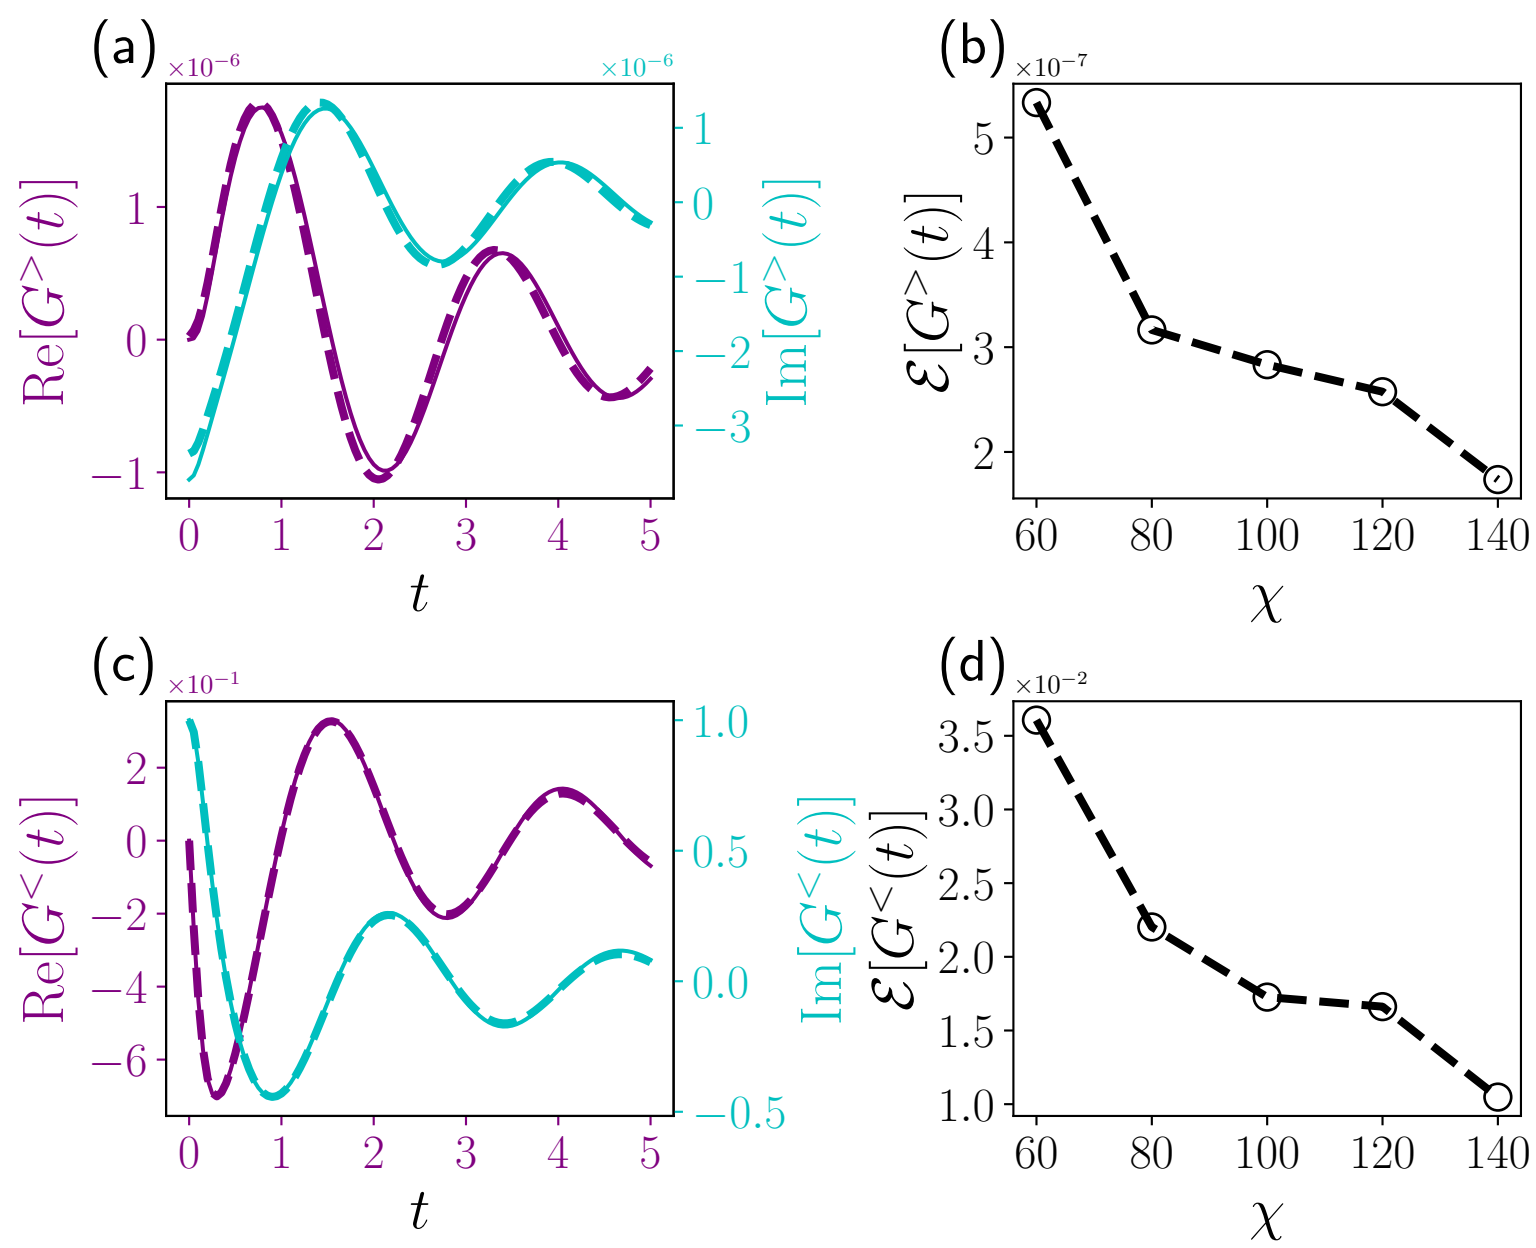 (a)
×10⁻⁶
×10⁻⁶
Re[G^>(t)]
1
0
−1
1
0
−1
−2
−3
Im[G^>(t)]
0 1 2 3 4 5
t
(b)
×10⁻⁷
ℰ[G^>(t)]
5
4
3
2
60 80 100 120 140
χ
(c)
×10⁻¹
Re[G^<(t)]
2
0
−2
−4
−6
1.0
0.5
0.0
−0.5
Im[G^<(t)]
0 1 2 3 4 5
t
(d)
×10⁻²
ℰ[G^<(t)]
3.5
3.0
2.5
2.0
1.5
1.0
60 80 100 120 140
χ